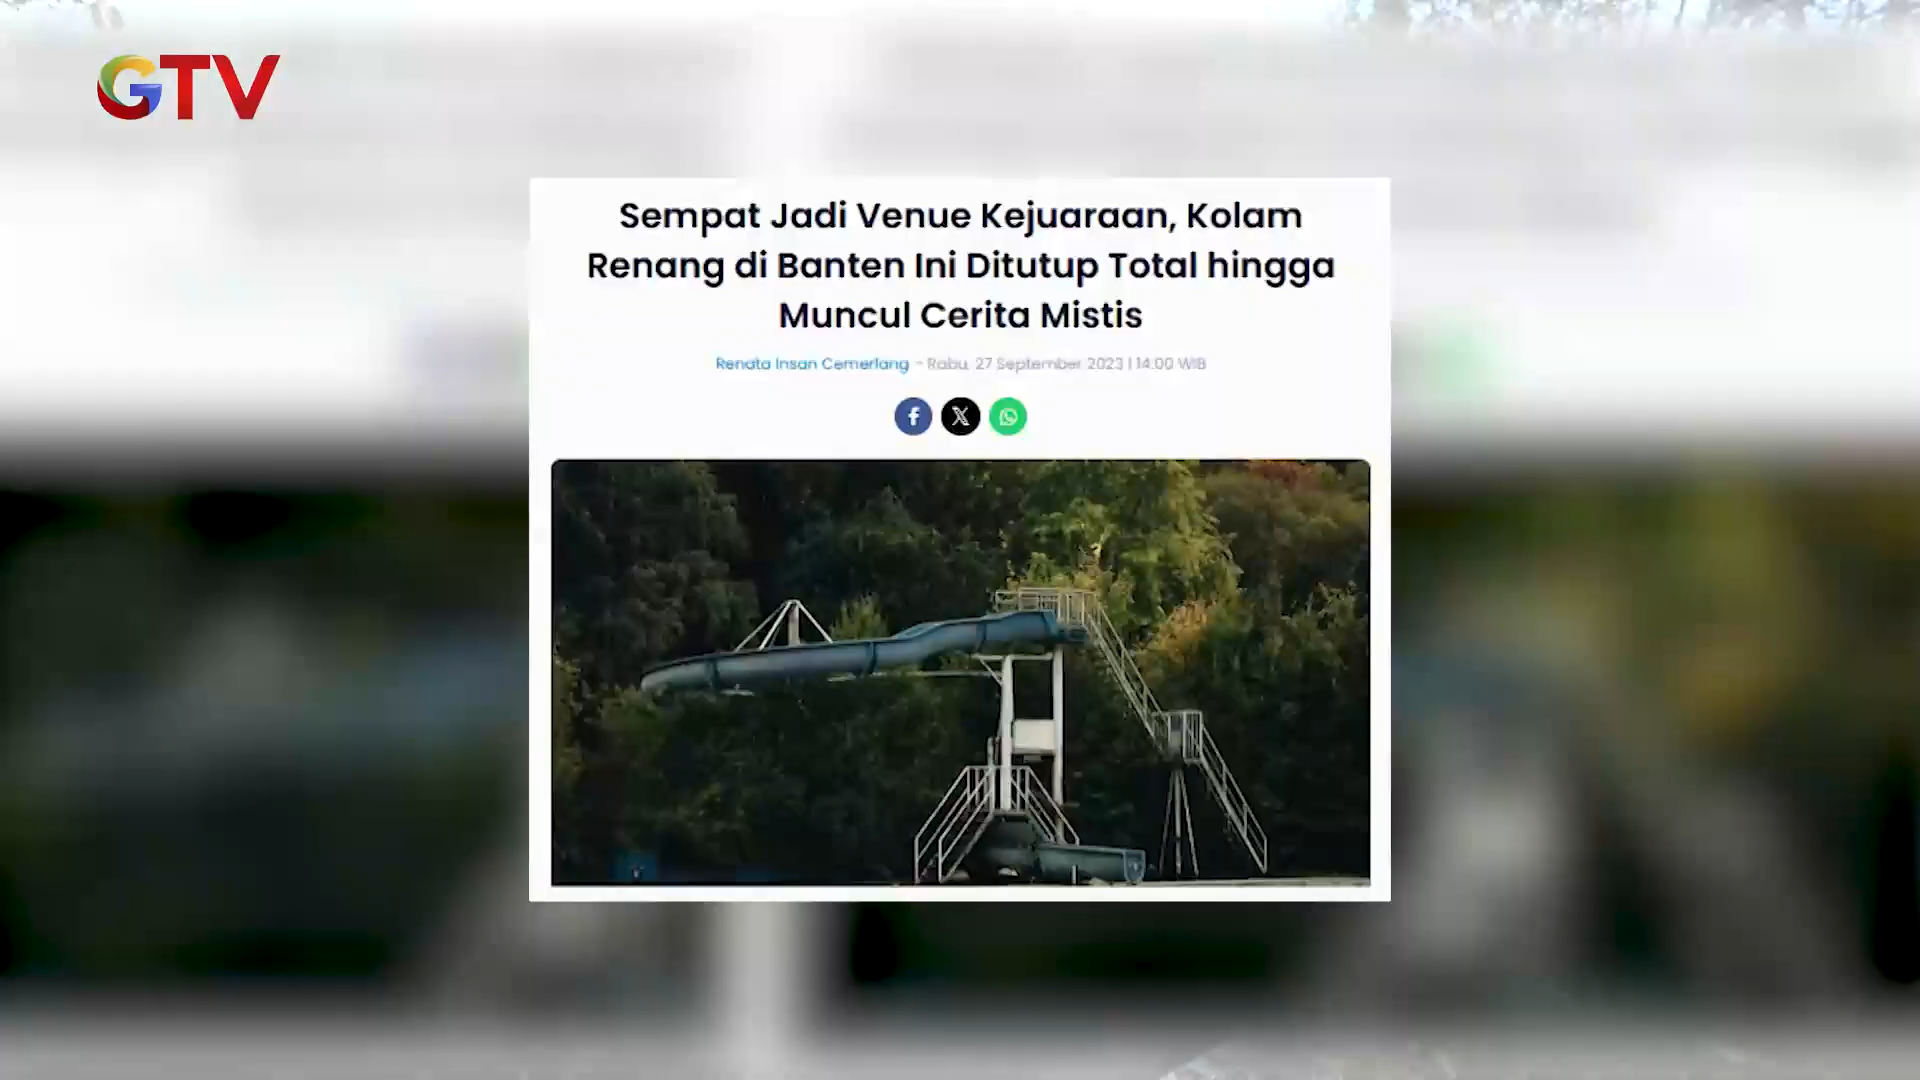 GTV
Sempat Jadi Venue Kejuaraan, Kolam
Renang di Banten Ini Ditutup Total hingga
Muncul Cerita Mistis
Renata Insan Cemerlang - Rabu, 27 September 2023 | 14:00 WIB